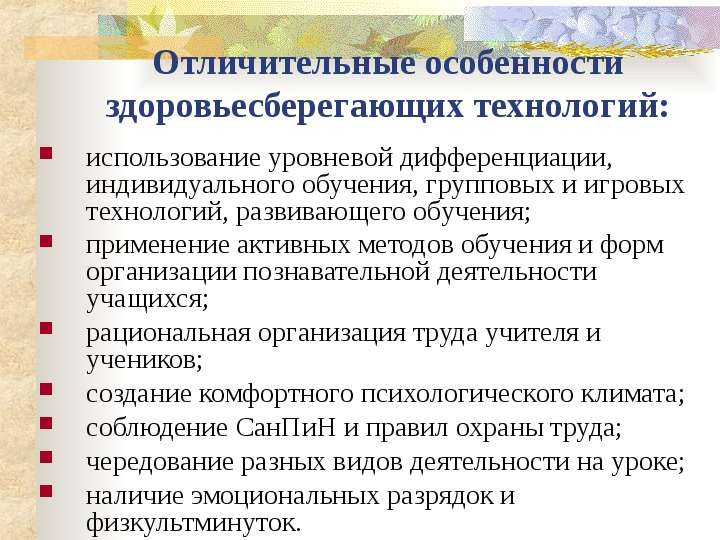 Отличительные особенности
здоровьесберегающих технологий:
использование уровневой дифференциации,
индивидуального обучения, групповых и игровых
технологий, развивающего обучения;
применение активных методов обучения и форм
организации познавательной деятельности
учащихся;
рациональная организация труда учителя и
учеников;
создание комфортного психологического климата;
соблюдение СанПиН и правил охраны труда;
чередование разных видов деятельности на уроке;
наличие эмоциональных разрядок и
физкультминуток.